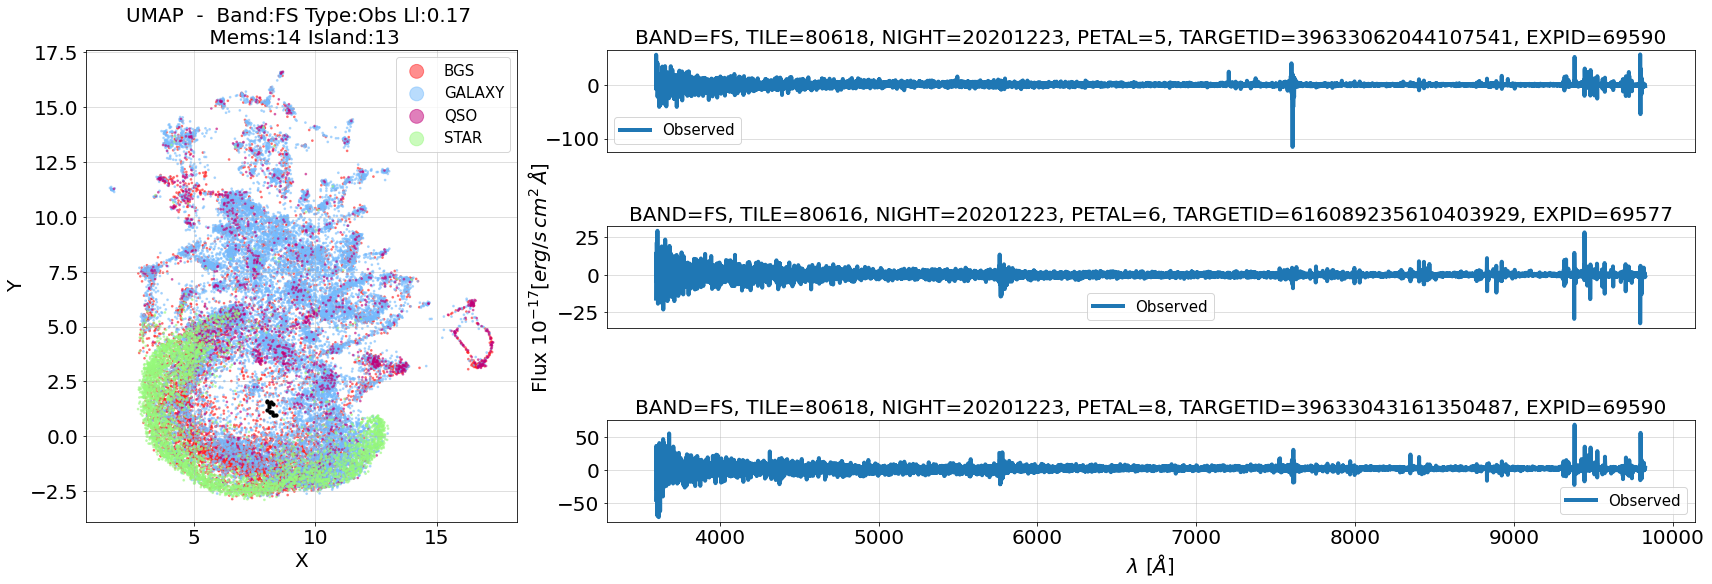 UMAP - Band:FS Type:Obs Ll:0.17
Mems:14 Island:13
BGS
GALAXY
QSO
STAR
17.5
15.0
12.5
10.0
7.5
5.0
2.5
0.0
−2.5
Y
5
10
15
X
Flux 10⁻¹⁷[erg/s cm² Å]
BAND=FS, TILE=80618, NIGHT=20201223, PETAL=5, TARGETID=39633062044107541, EXPID=69590
0
−100
Observed
BAND=FS, TILE=80616, NIGHT=20201223, PETAL=6, TARGETID=616089235610403929, EXPID=69577
25
0
−25
Observed
BAND=FS, TILE=80618, NIGHT=20201223, PETAL=8, TARGETID=39633043161350487, EXPID=69590
50
0
−50
Observed
4000
5000
6000
7000
8000
9000
10000
λ [Å]